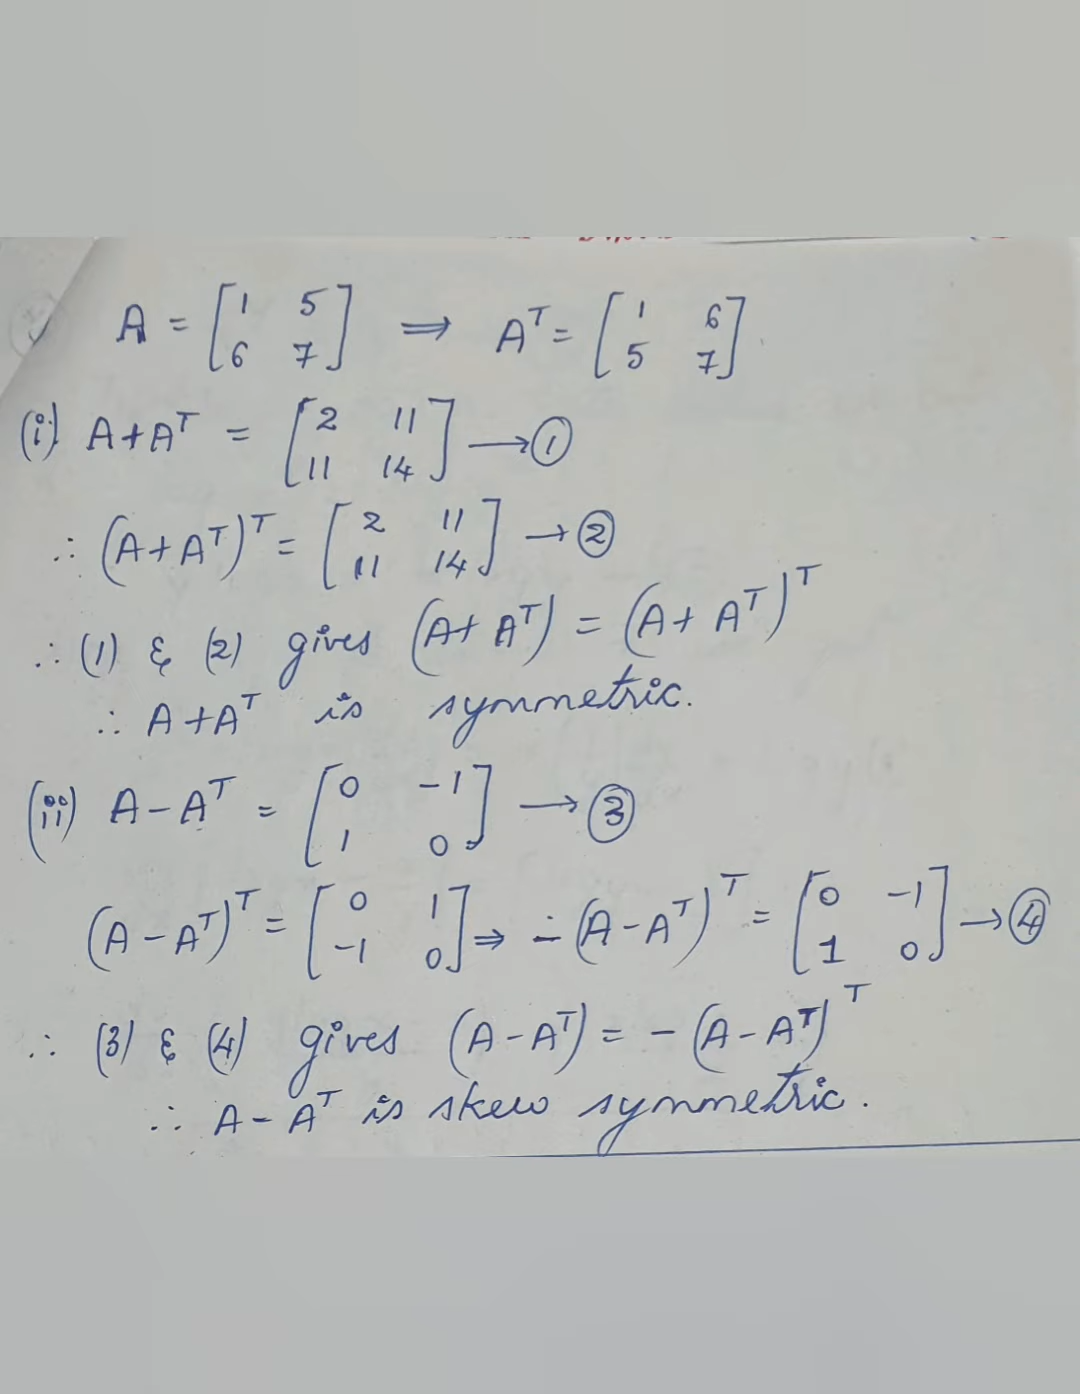 A = [1 5; 6 7] ⇒ Aᵀ = [1 6; 5 7].
(i) A+Aᵀ = [2 11; 11 14] → ①
∴ (A+Aᵀ)ᵀ = [2 11; 11 14] → ②
∴ (1) & (2) gives (A+Aᵀ) = (A+Aᵀ)ᵀ
∴ A+Aᵀ is symmetric.
(ii) A-Aᵀ = [0 -1; 1 0] → ③
(A-Aᵀ)ᵀ = [0 1; -1 0] ⇒ -(A-Aᵀ)ᵀ = [0 -1; 1 0] → ④
∴ (3) & (4) gives (A-Aᵀ) = -(A-Aᵀ)ᵀ
∴ A-Aᵀ is skew symmetric.